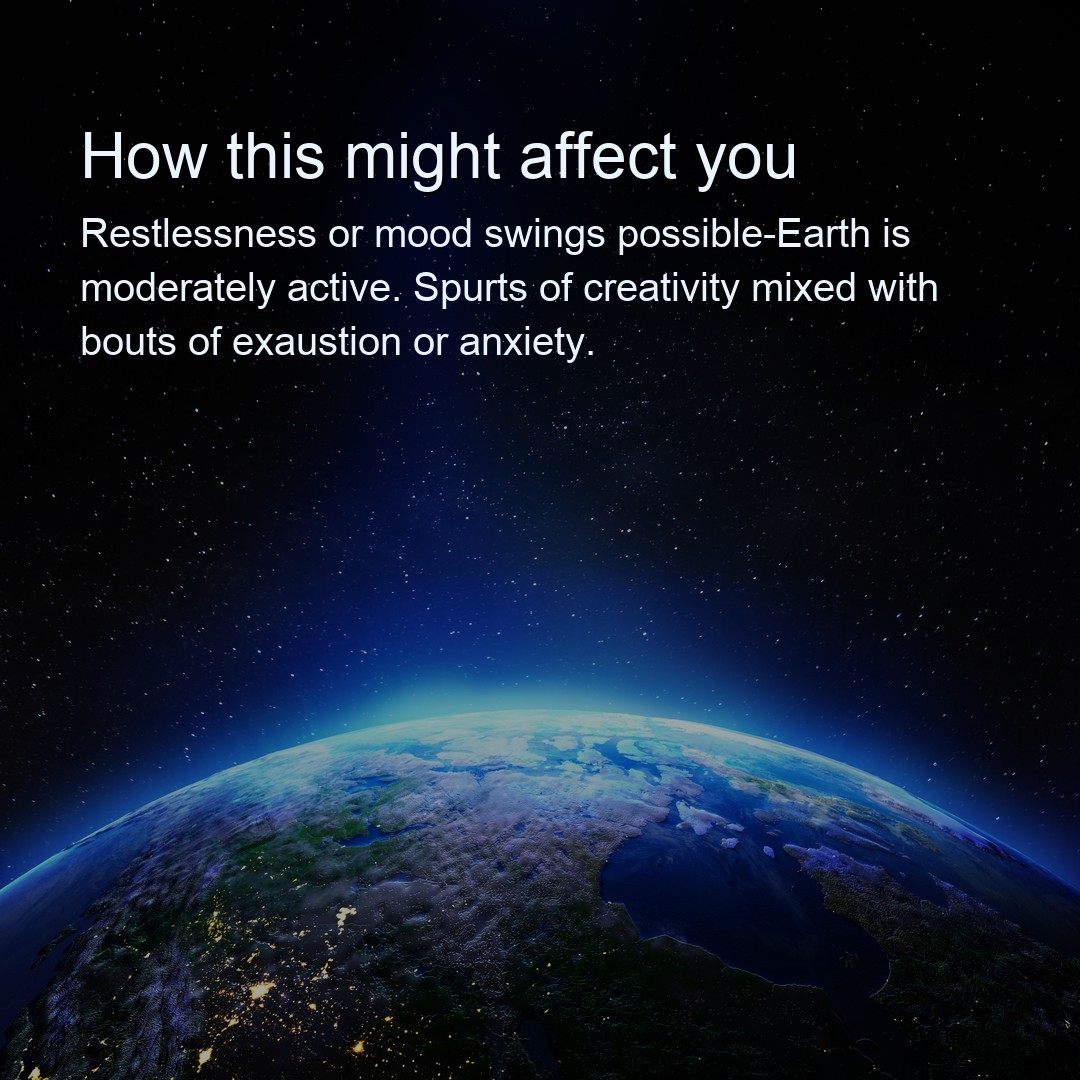 How this might affect you
Restlessness or mood swings possible-Earth is
moderately active. Spurts of creativity mixed with
bouts of exaustion or anxiety.